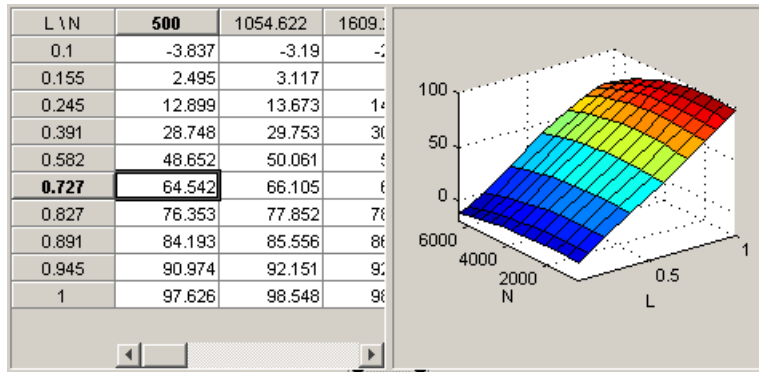 L \ N 500 1054.622
0.1 -3.837 -3.19
0.155 2.495 3.117
0.245 12.899 13.673
0.391 28.748 29.753
0.582 48.652 50.061
0.727 64.542 66.105
0.827 76.353 77.852
0.891 84.193 85.556
0.945 90.974 92.151
1 97.626 98.548
100
50
0
6000
4000
2000
N
0.5
1
L